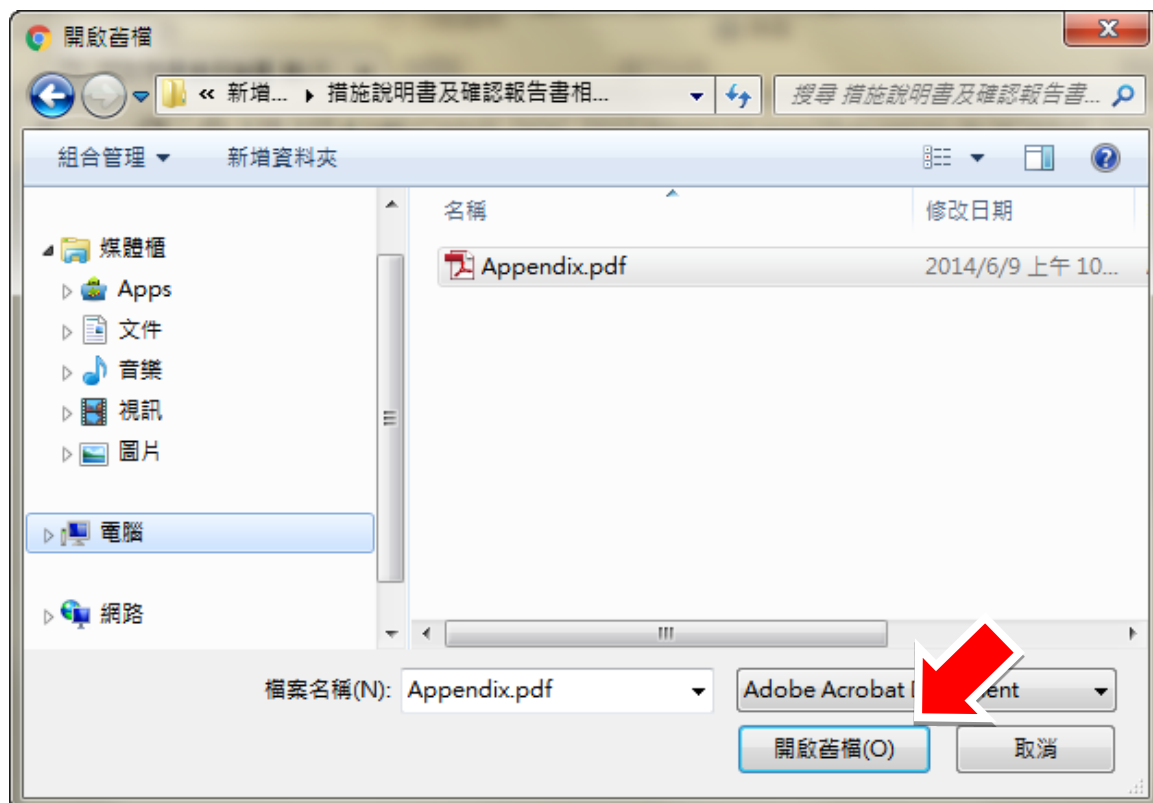 開啟舊檔
« 新增... ▸ 措施說明書及確認報告書相...
搜尋 措施說明書及確認報告書...
組合管理 新增資料夾
名稱 修改日期
媒體櫃
Apps
文件
音樂
視訊
圖片
電腦
網路
Appendix.pdf 2014/6/9 上午 10...
檔案名稱(N): Appendix.pdf
Adobe Acrobat
開啟舊檔(O) 取消